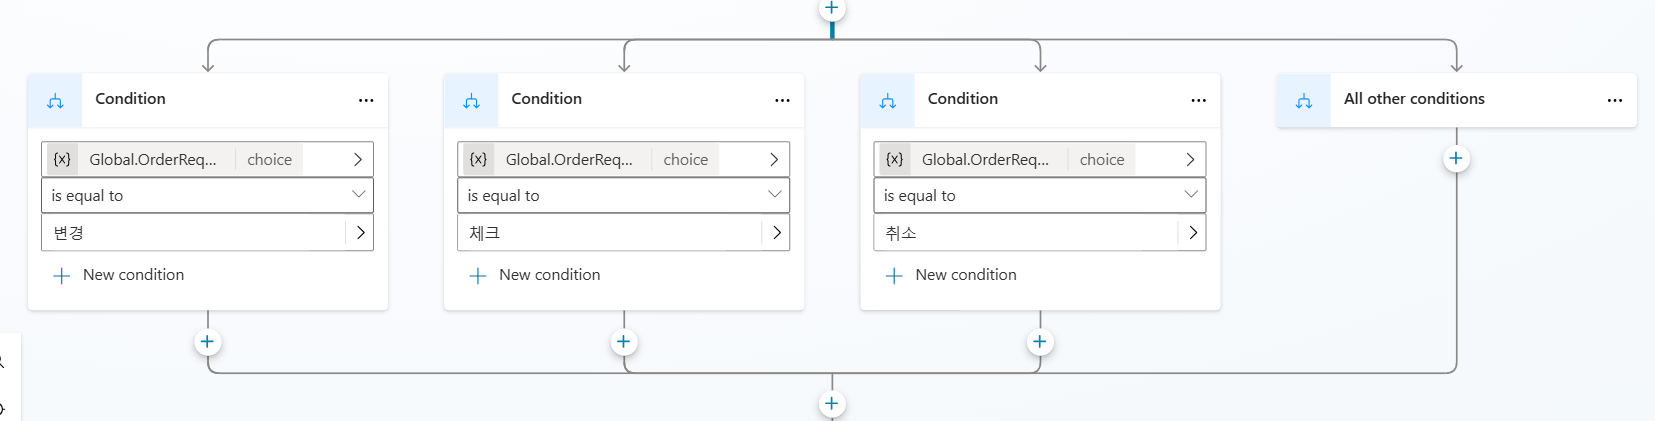 Condition
{x} Global.OrderReq... choice
is equal to
변경
New condition
Condition
{x} Global.OrderReq... choice
is equal to
체크
New condition
Condition
{x} Global.OrderReq... choice
is equal to
취소
New condition
All other conditions